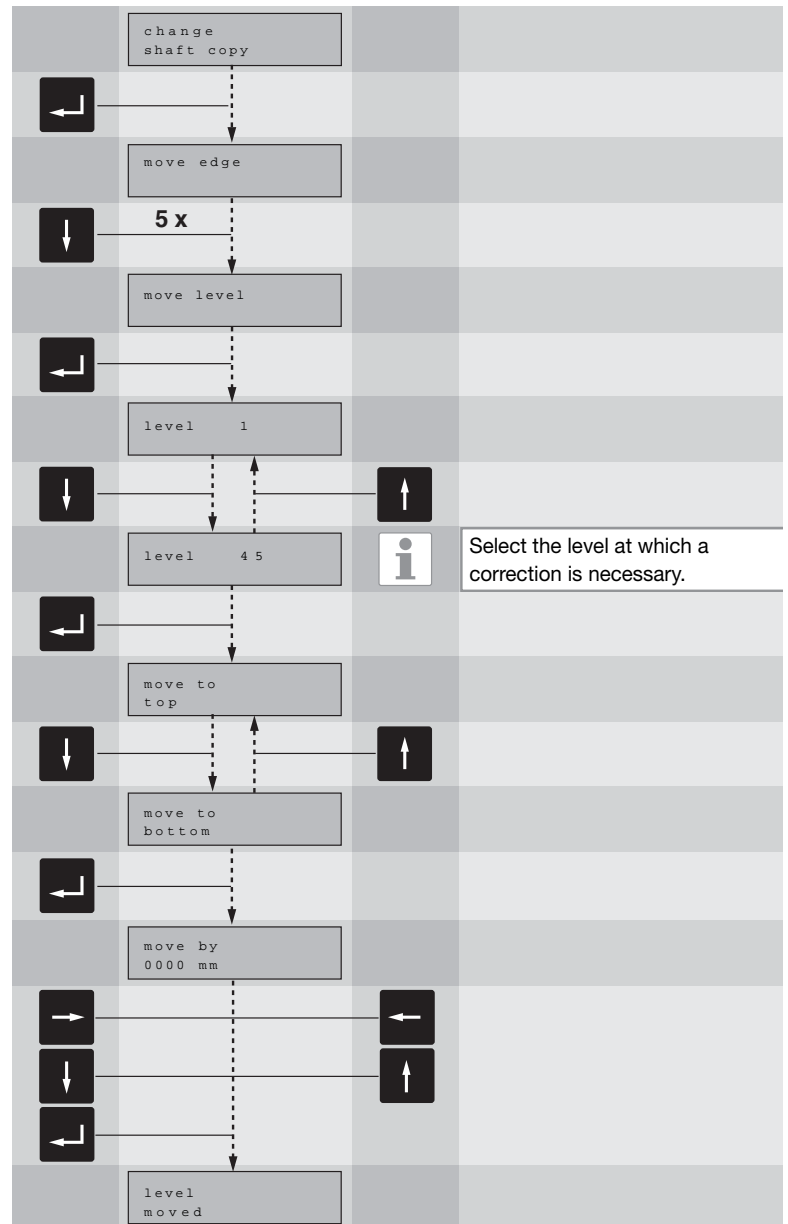 change
shaft copy
move edge
5 x
move level
level 1
level 45
Select the level at which a
correction is necessary.
move to
top
move to
bottom
move by
0000 mm
level
moved